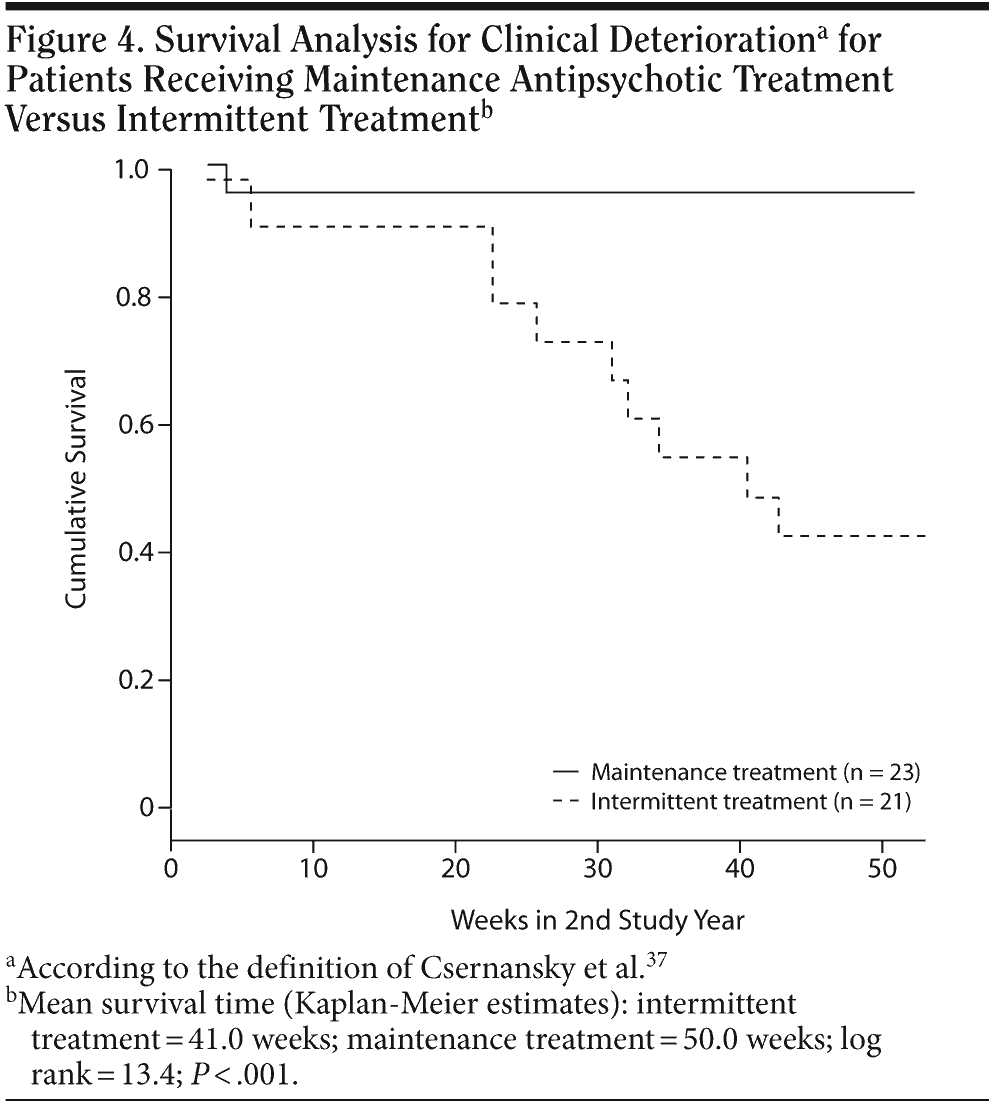 Figure 4. Survival Analysis for Clinical Deteriorationᵃ for
Patients Receiving Maintenance Antipsychotic Treatment
Versus Intermittent Treatmentᵇ
1.0
0.8
0.6
0.4
0.2
0
Cumulative Survival
Maintenance treatment (n = 23)
Intermittent treatment (n = 21)
0 10 20 30 40 50
Weeks in 2nd Study Year
ᵃAccording to the definition of Csernansky et al.³⁷
ᵇMean survival time (Kaplan-Meier estimates): intermittent
treatment = 41.0 weeks; maintenance treatment = 50.0 weeks; log
rank = 13.4; P < .001.